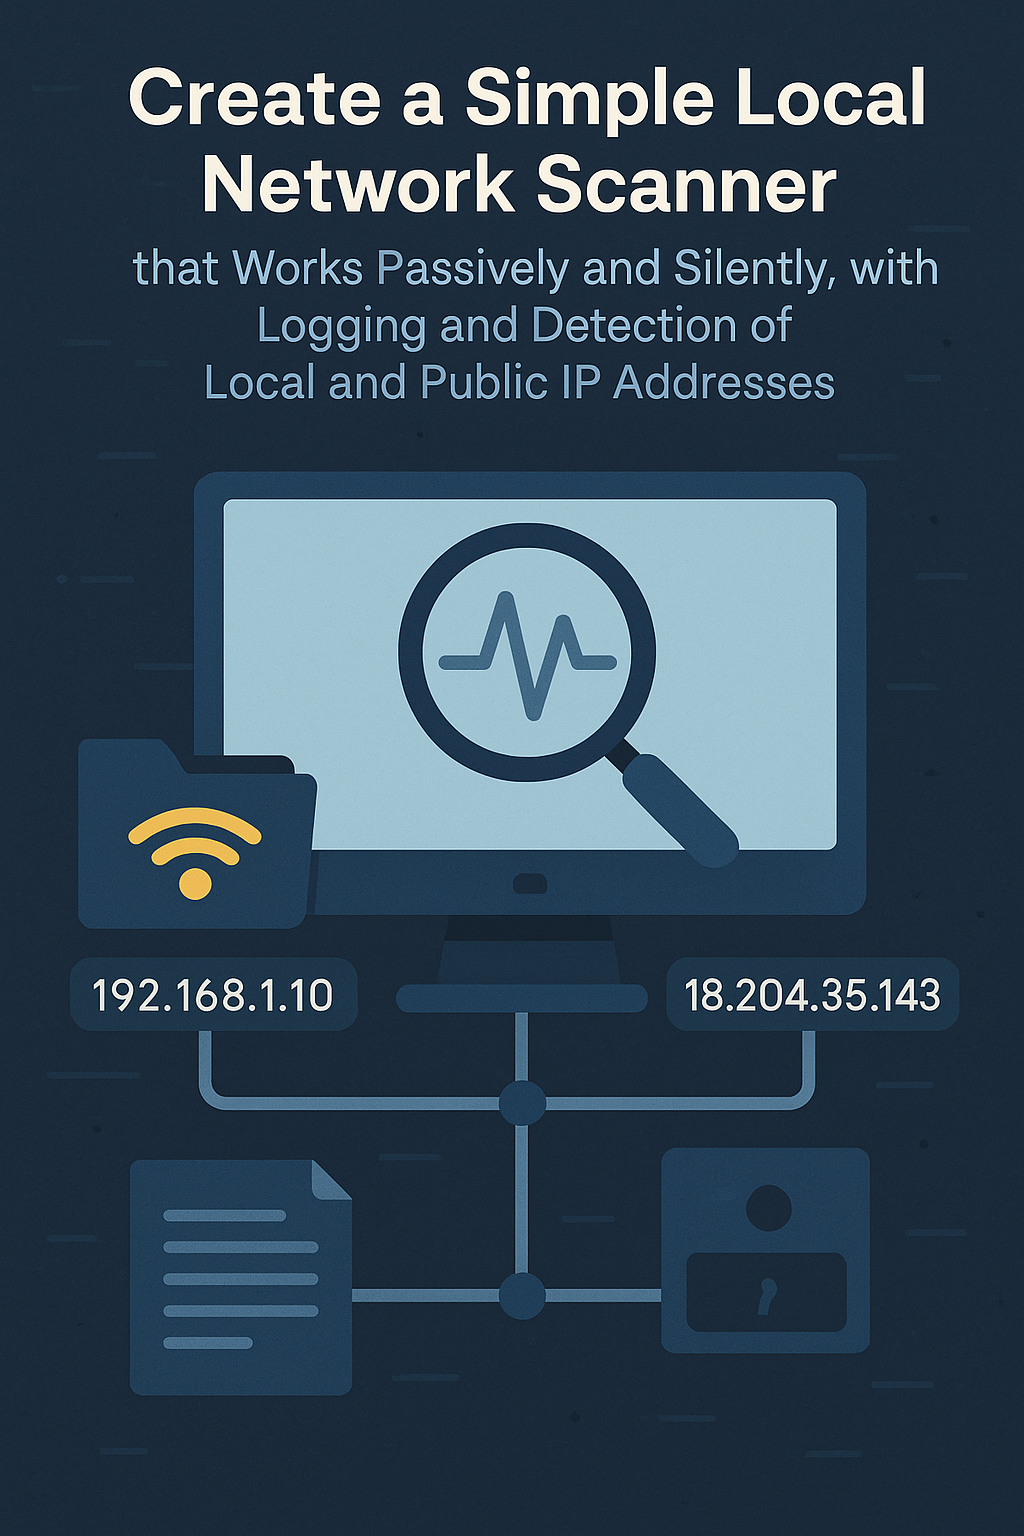 Create a Simple Local
Network Scanner
that Works Passively and Silently, with
Logging and Detection of
Local and Public IP Addresses
192.168.1.10
18.204.35.143